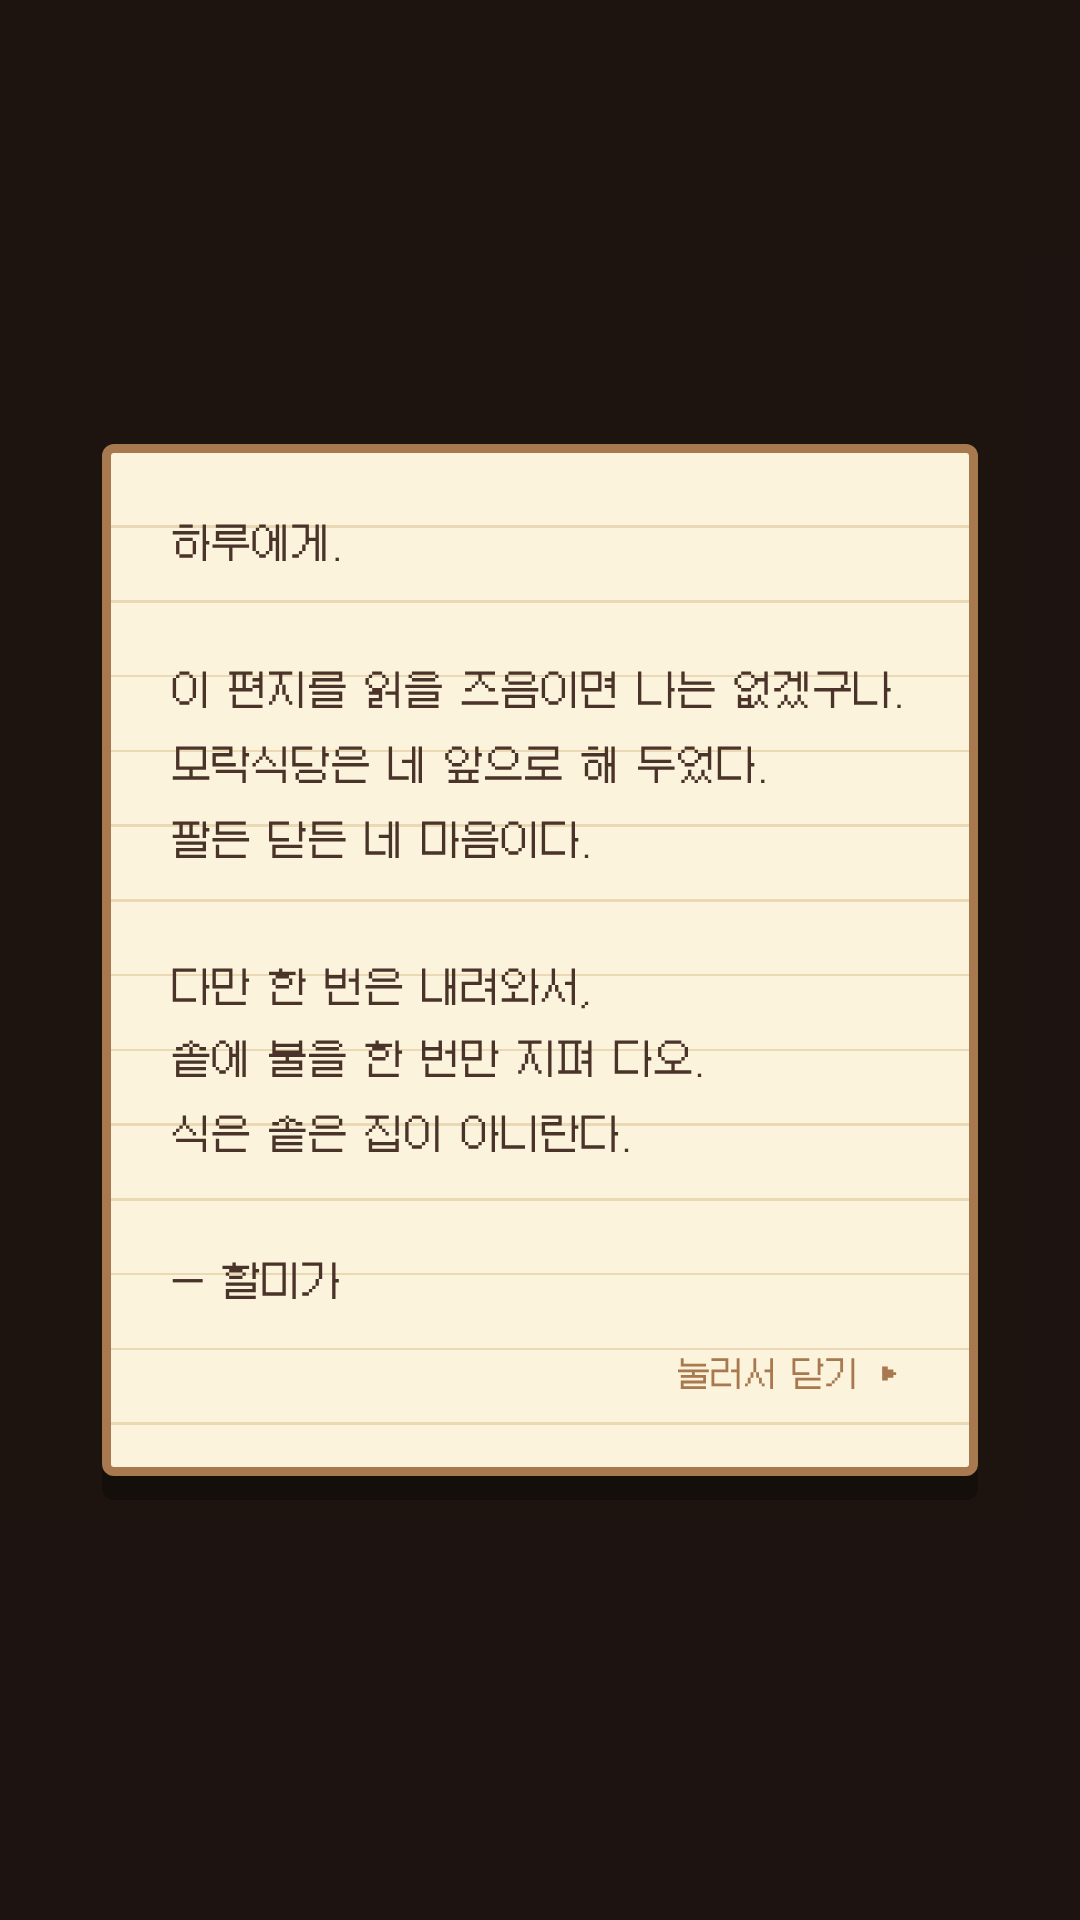 하루에게.
이 편지를 읽을 즈음이면 나는 없겠구나.
모락식당은 네 앞으로 해 두었다.
팔든 닫든 네 마음이다.
다만 한 번은 내려와서,
솥에 불을 한 번만 지펴 다오.
식은 솥은 집이 아니란다.
— 할미가
눌러서 닫기 ▶